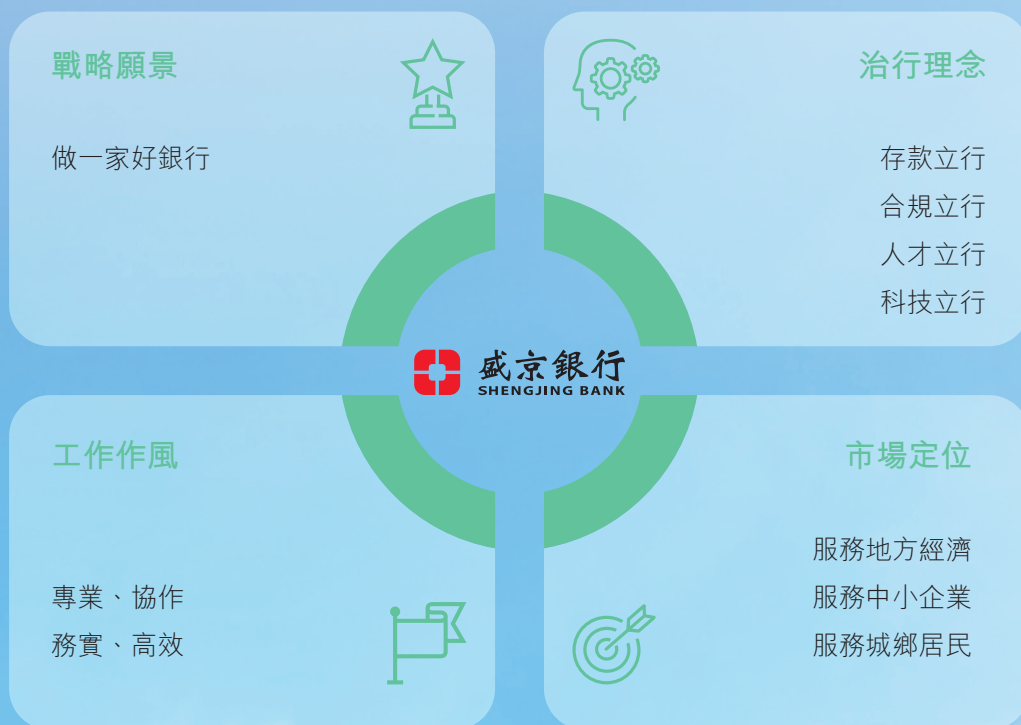 戰略願景
做一家好銀行
治行理念
存款立行
合規立行
人才立行
科技立行
盛京銀行
SHENGJING BANK
工作作風
專業、協作
務實、高效
市場定位
服務地方經濟
服務中小企業
服務城鄉居民